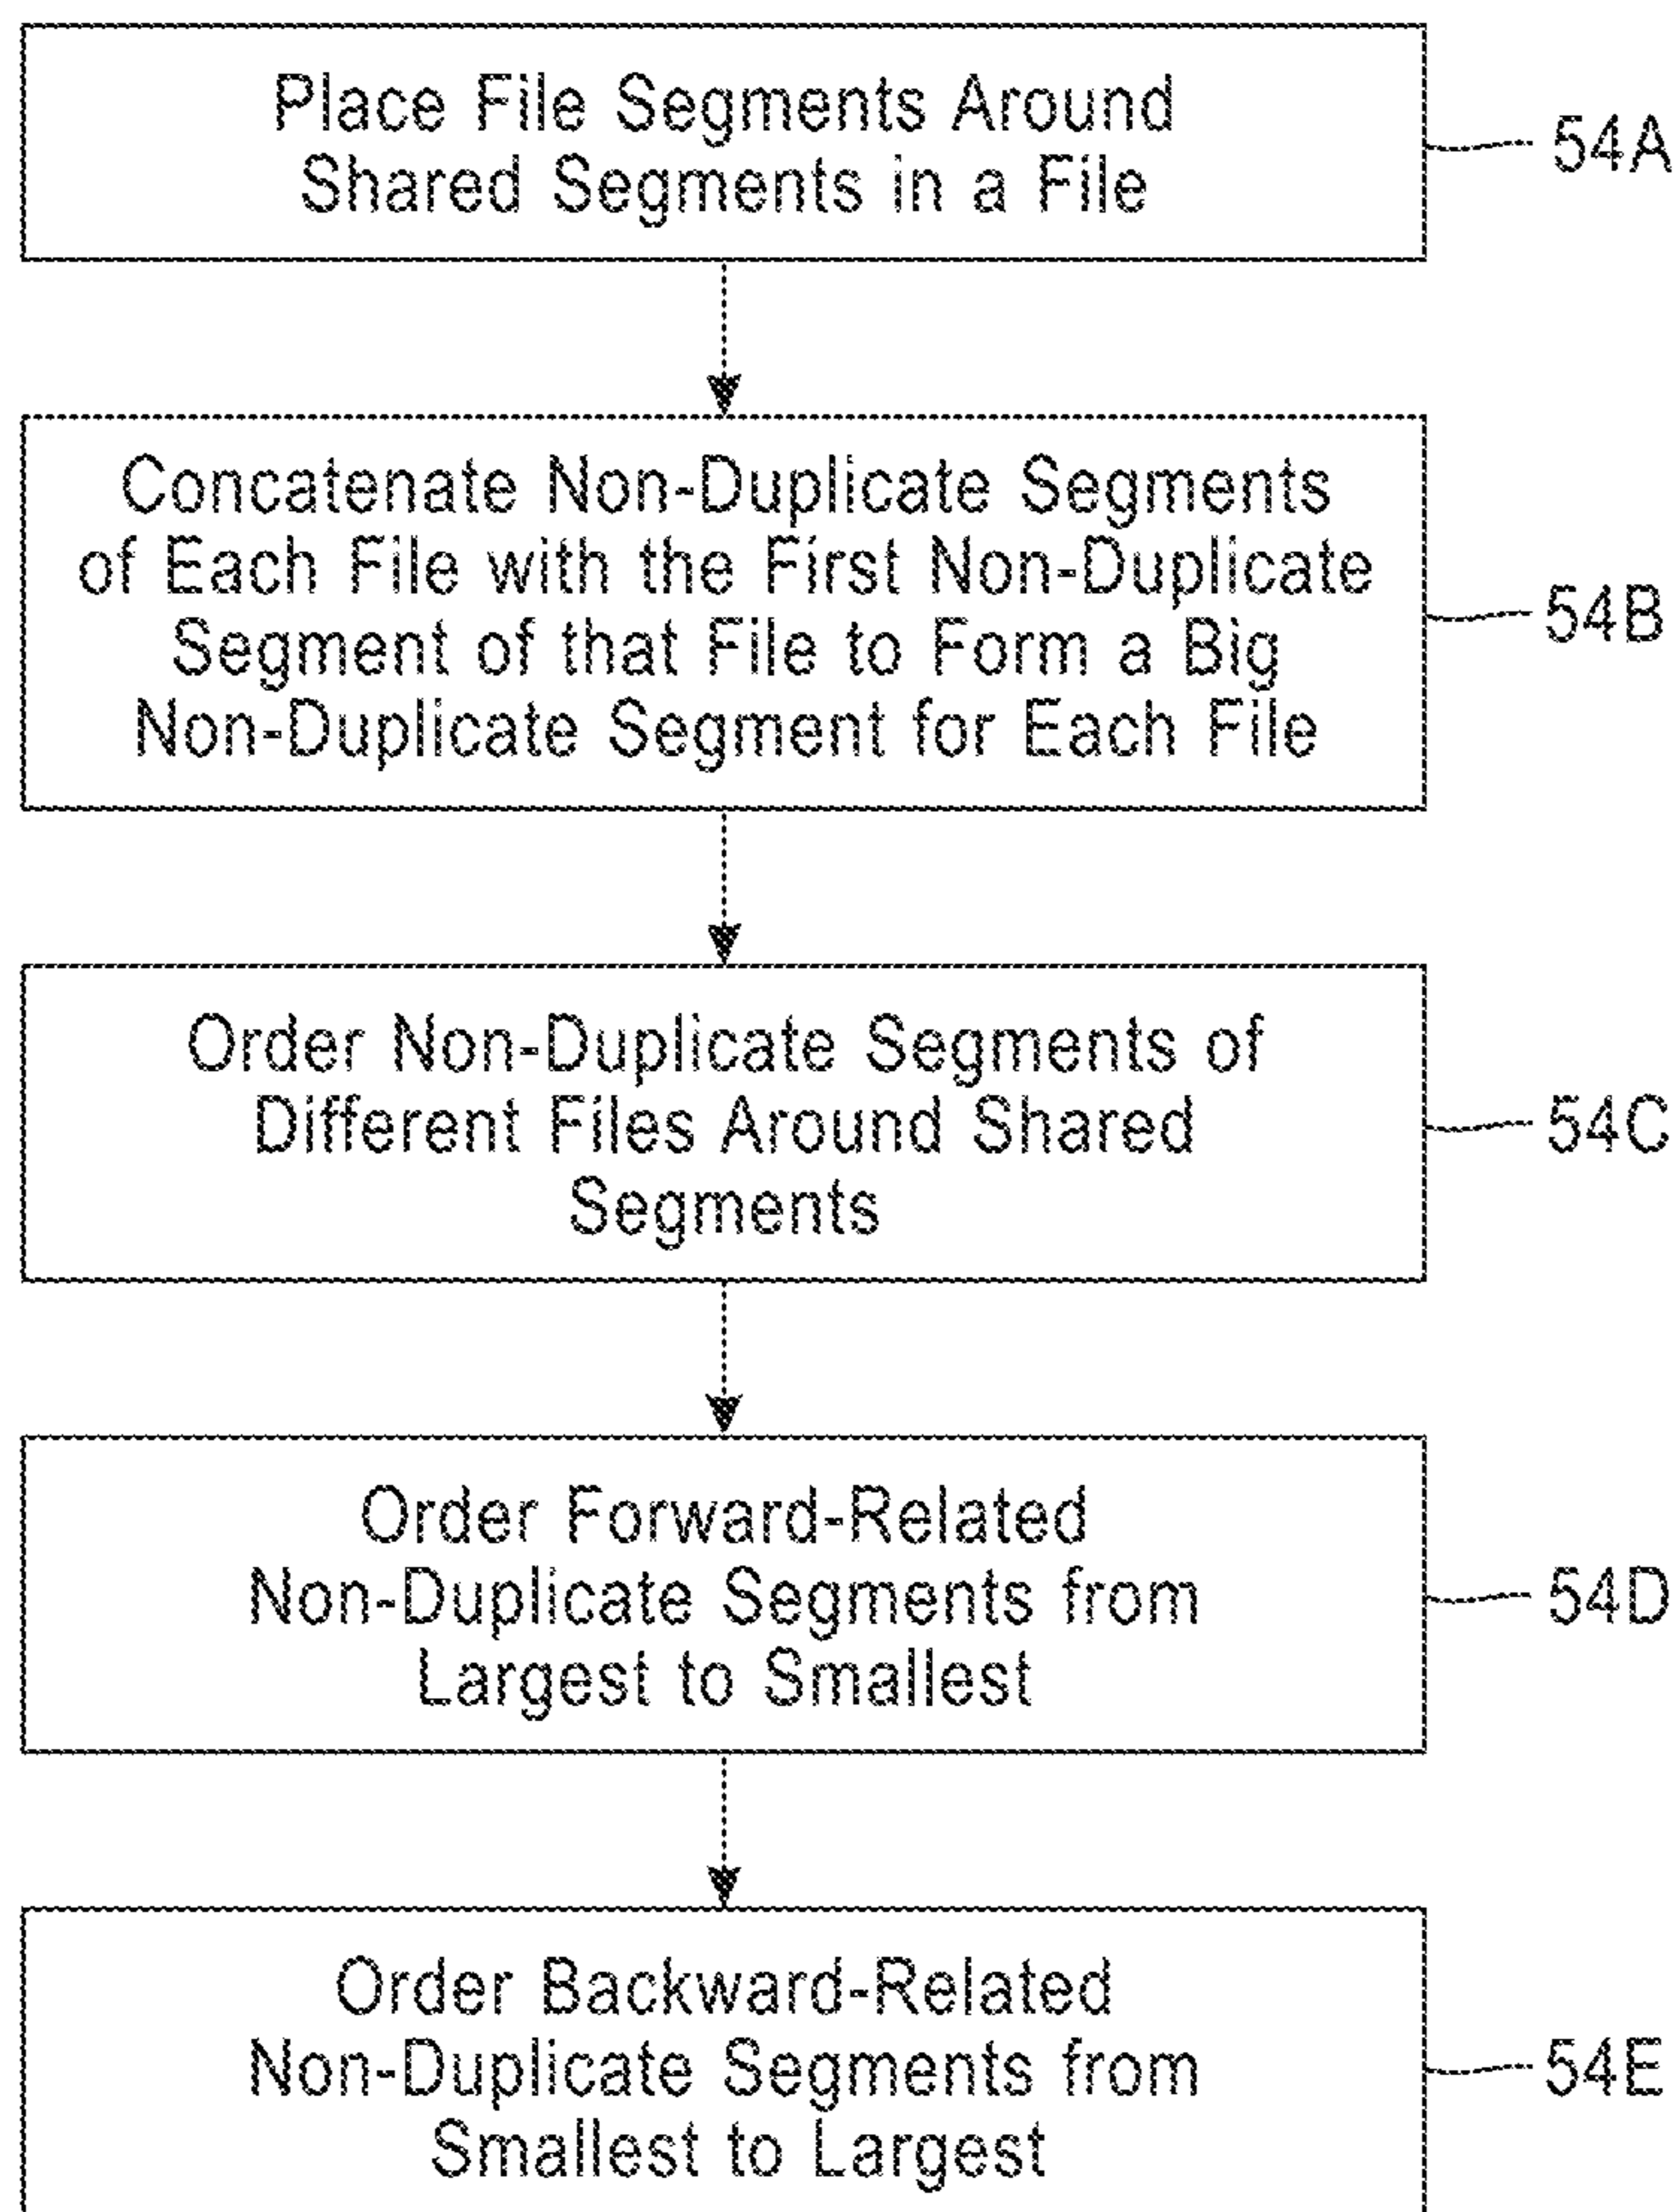 Place File Segments Around
Shared Segments in a File
54A
Concatenate Non-Duplicate Segments
of Each File with the First Non-Duplicate
Segment of that File to Form a Big
Non-Duplicate Segment for Each File
54B
Order Non-Duplicate Segments of
Different Files Around Shared
Segments
54C
Order Forward-Related
Non-Duplicate Segments from
Largest to Smallest
54D
Order Backward-Related
Non-Duplicate Segments from
Smallest to Largest
54E